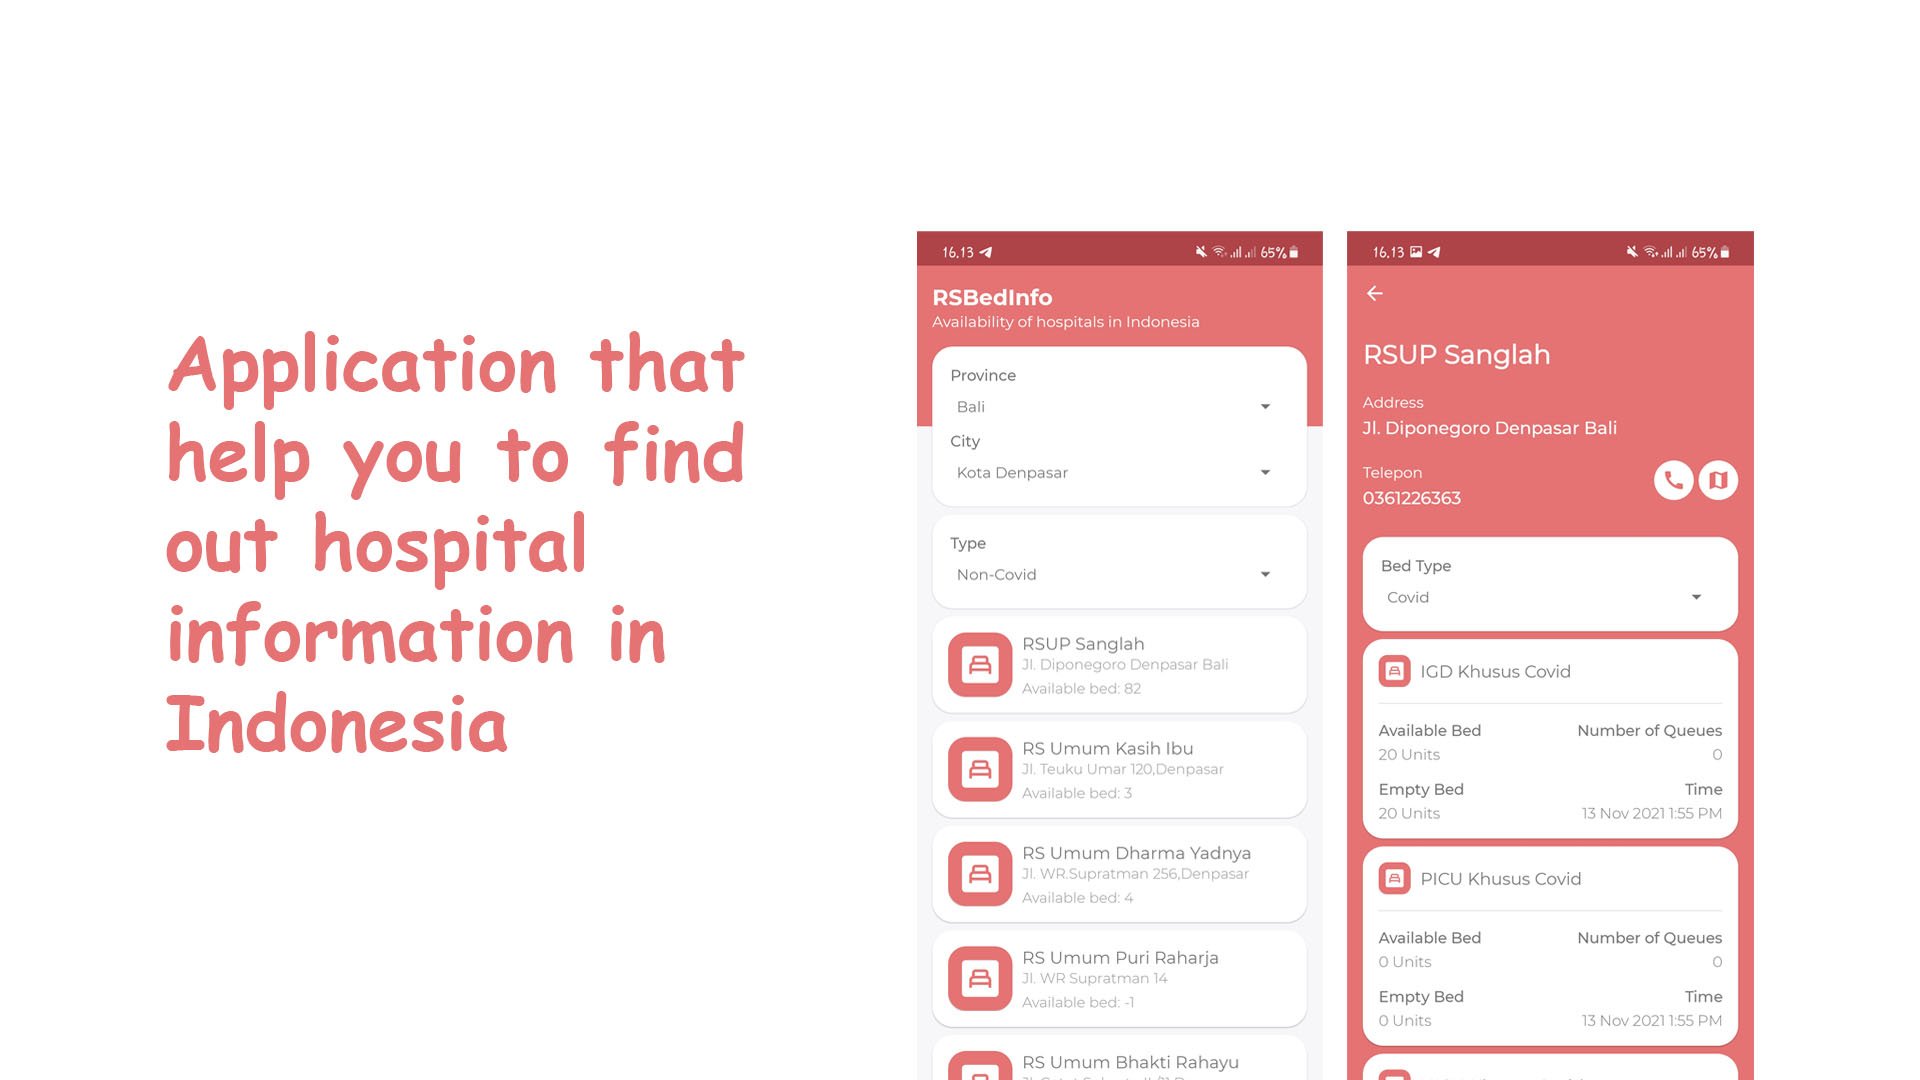 Application that
help you to find
out hospital
information in
Indonesia
16.13
65%
RSBedInfo
Availability of hospitals in Indonesia
Province
Bali
City
Kota Denpasar
Type
Non-Covid
RSUP Sanglah
Jl. Diponegoro Denpasar Bali
Available bed: 82
RS Umum Kasih Ibu
Jl. Teuku Umar 120,Denpasar
Available bed: 3
RS Umum Dharma Yadnya
Jl. WR.Supratman 256,Denpasar
Available bed: 4
RS Umum Puri Raharja
Jl. WR Supratman 14
Available bed: -1
RS Umum Bhakti Rahayu
16.13
65%
RSUP Sanglah
Address
Jl. Diponegoro Denpasar Bali
Telepon
0361226363
Bed Type
Covid
IGD Khusus Covid
Available Bed Number of Queues
20 Units 0
Empty Bed Time
20 Units 13 Nov 2021 1:55 PM
PICU Khusus Covid
Available Bed Number of Queues
0 Units 0
Empty Bed Time
0 Units 13 Nov 2021 1:55 PM